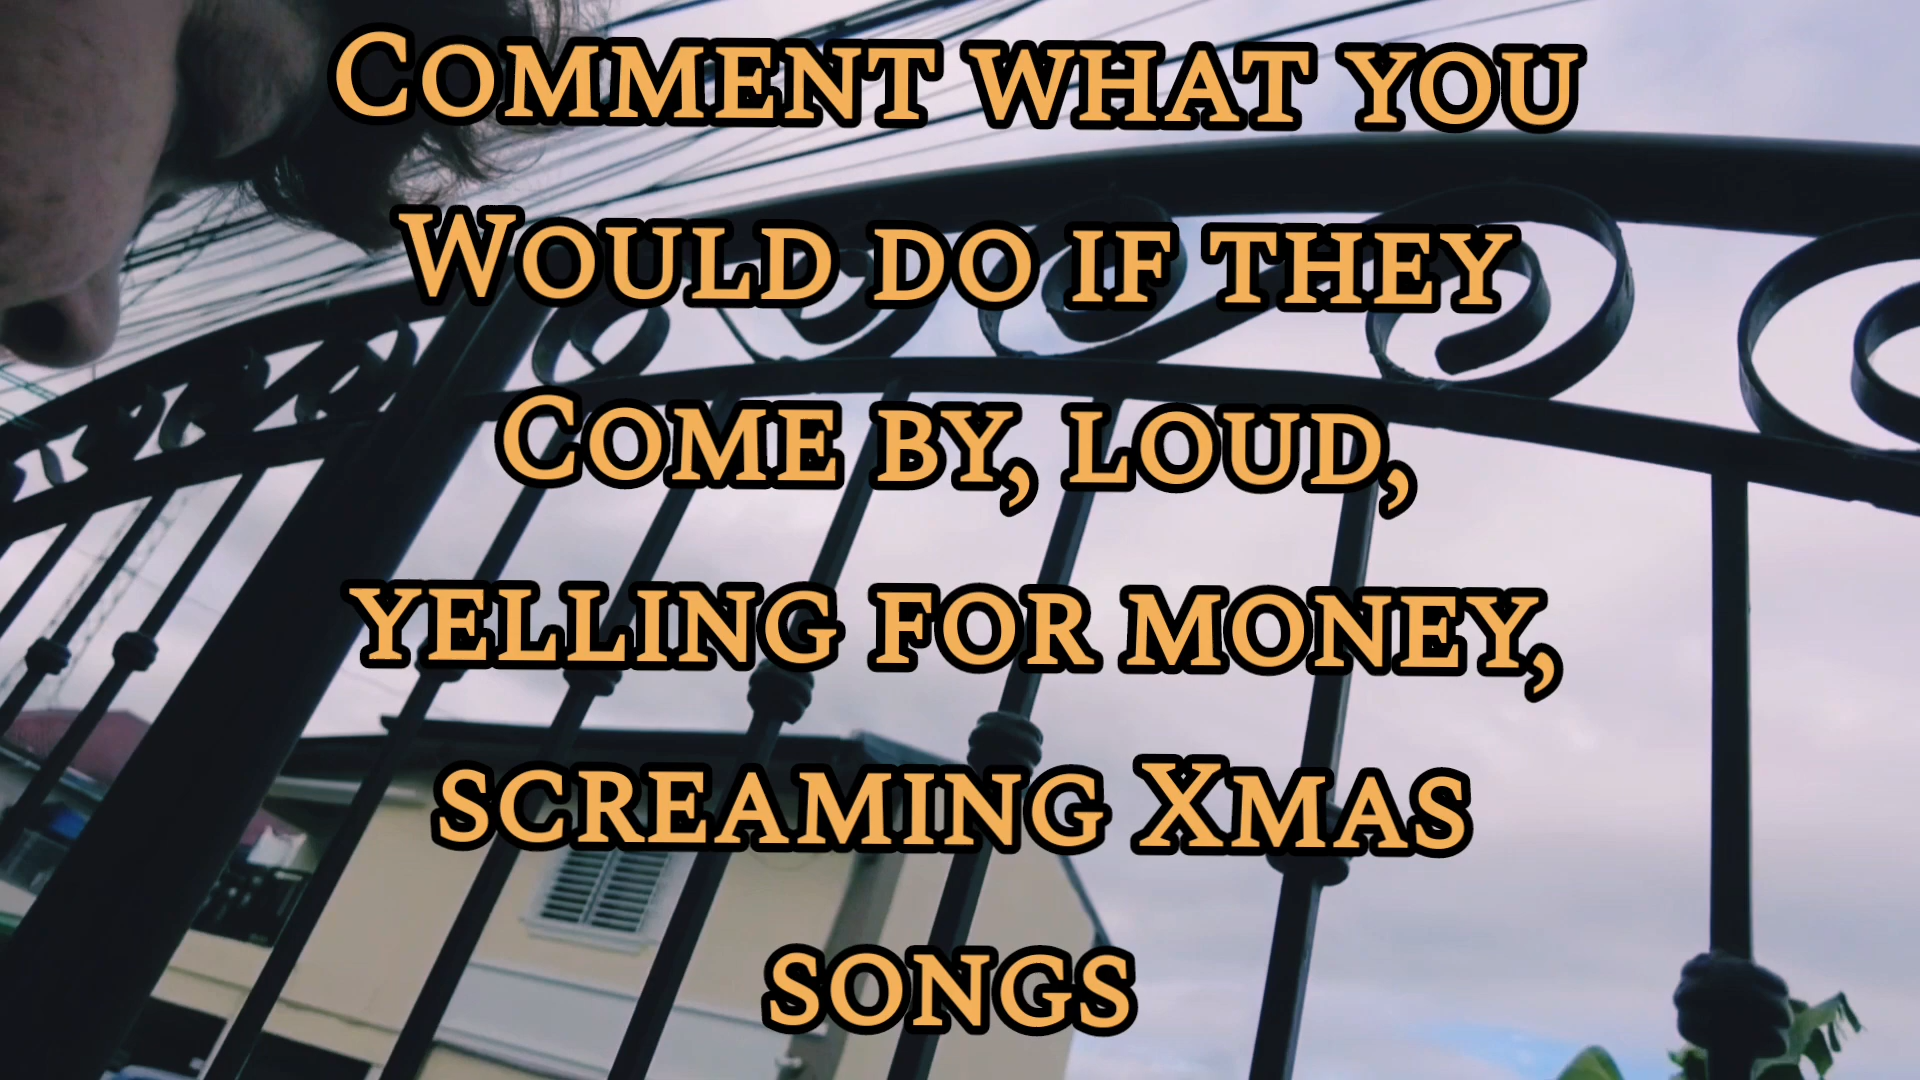 Comment what you
Would do if they
Come by, loud,
yelling for money,
screaming Xmas
songs